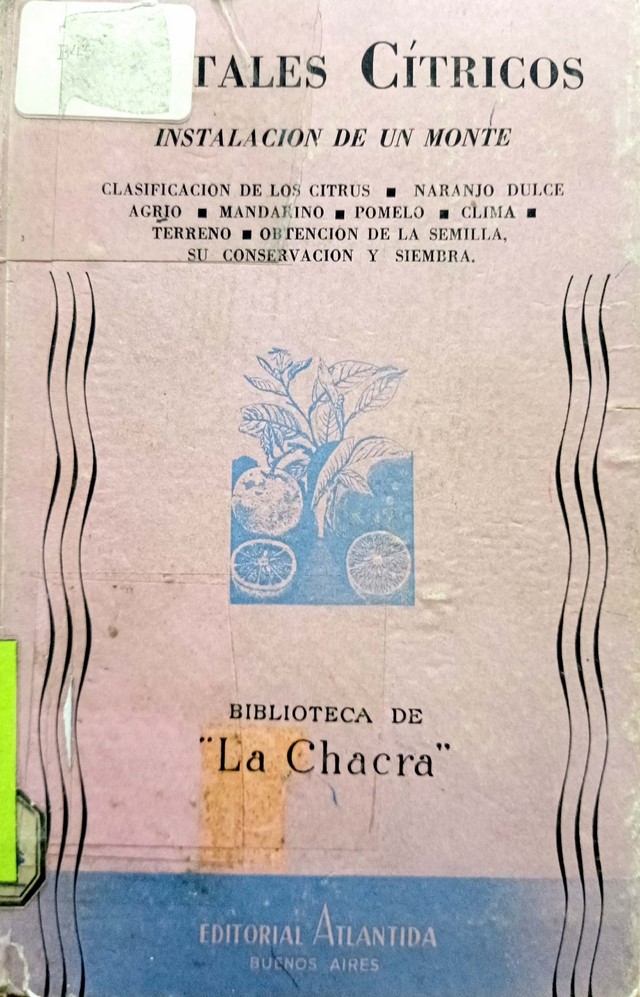 TALES CÍTRICOS
INSTALACION DE UN MONTE
CLASIFICACION DE LOS CITRUS ■ NARANJO DULCE
AGRIO ■ MANDARINO ■ POMELO ■ CLIMA ■
TERRENO ■ OBTENCION DE LA SEMILLA,
SU CONSERVACION Y SIEMBRA.
BIBLIOTECA DE
"La Chacra"
EDITORIAL ATLANTIDA
BUENOS AIRES